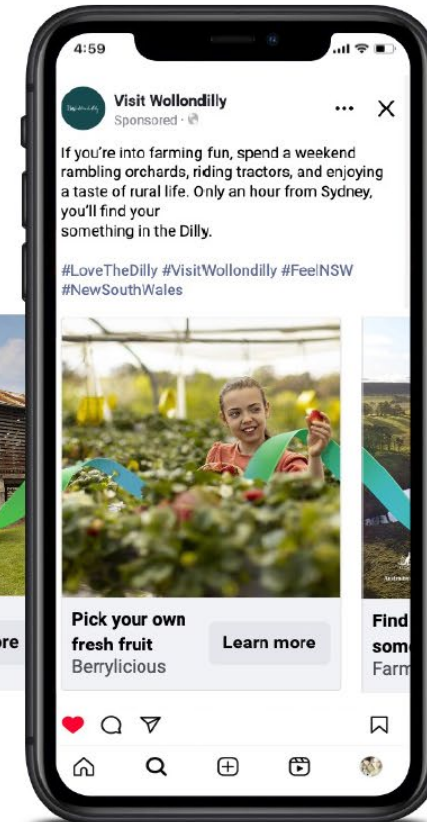 4:59
Visit Wollondilly
Sponsored ·
If you're into farming fun, spend a weekend
rambling orchards, riding tractors, and enjoying
a taste of rural life. Only an hour from Sydney,
you'll find your
something in the Dilly.
#LoveTheDilly #VisitWollondilly #FeelNSW
#NewSouthWales
re
Pick your own
fresh fruit
Berrylicious
Learn more
Find
som
Farm